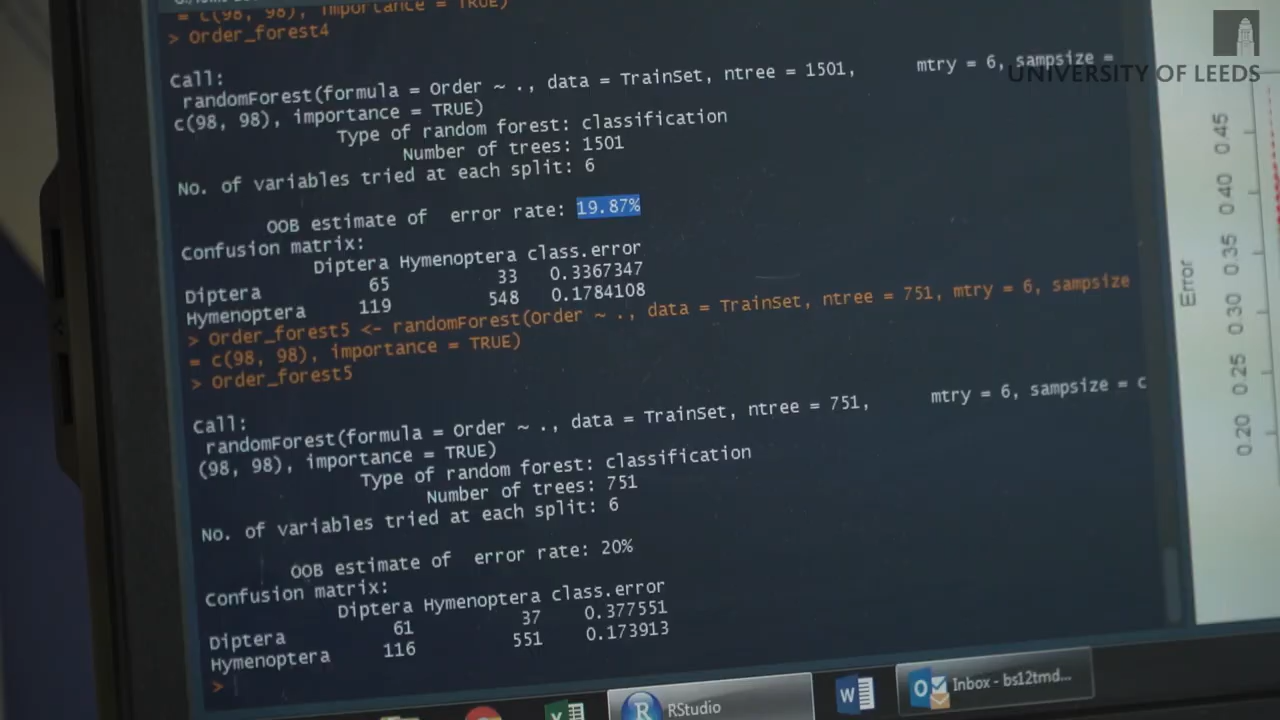 = c(98, 98), importance = TRUE)
> Order_forest4
UNIVERSITY OF LEEDS
Call:
randomForest(formula = Order ~ ., data = TrainSet, ntree = 1501, mtry = 6, sampsize =
c(98, 98), importance = TRUE)
Type of random forest: classification
Number of trees: 1501
No. of variables tried at each split: 6
OOB estimate of error rate: 19.87%
Confusion matrix:
Diptera Hymenoptera class.error
Diptera 65 33 0.3367347
Hymenoptera 119 548 0.1784108
> Order_forest5 <- randomForest(Order ~ ., data = TrainSet, ntree = 751, mtry = 6, sampsize
= c(98, 98), importance = TRUE)
> Order_forest5
Call:
randomForest(formula = Order ~ ., data = TrainSet, ntree = 751, mtry = 6, sampsize = c
(98, 98), importance = TRUE)
Type of random forest: classification
Number of trees: 751
No. of variables tried at each split: 6
OOB estimate of error rate: 20%
Confusion matrix:
Diptera Hymenoptera class.error
Diptera 61 37 0.377551
Hymenoptera 116 551 0.173913
>
Error
0.45
0.40
0.35
0.30
0.25
0.20
RStudio
Inbox - bs12tmd...